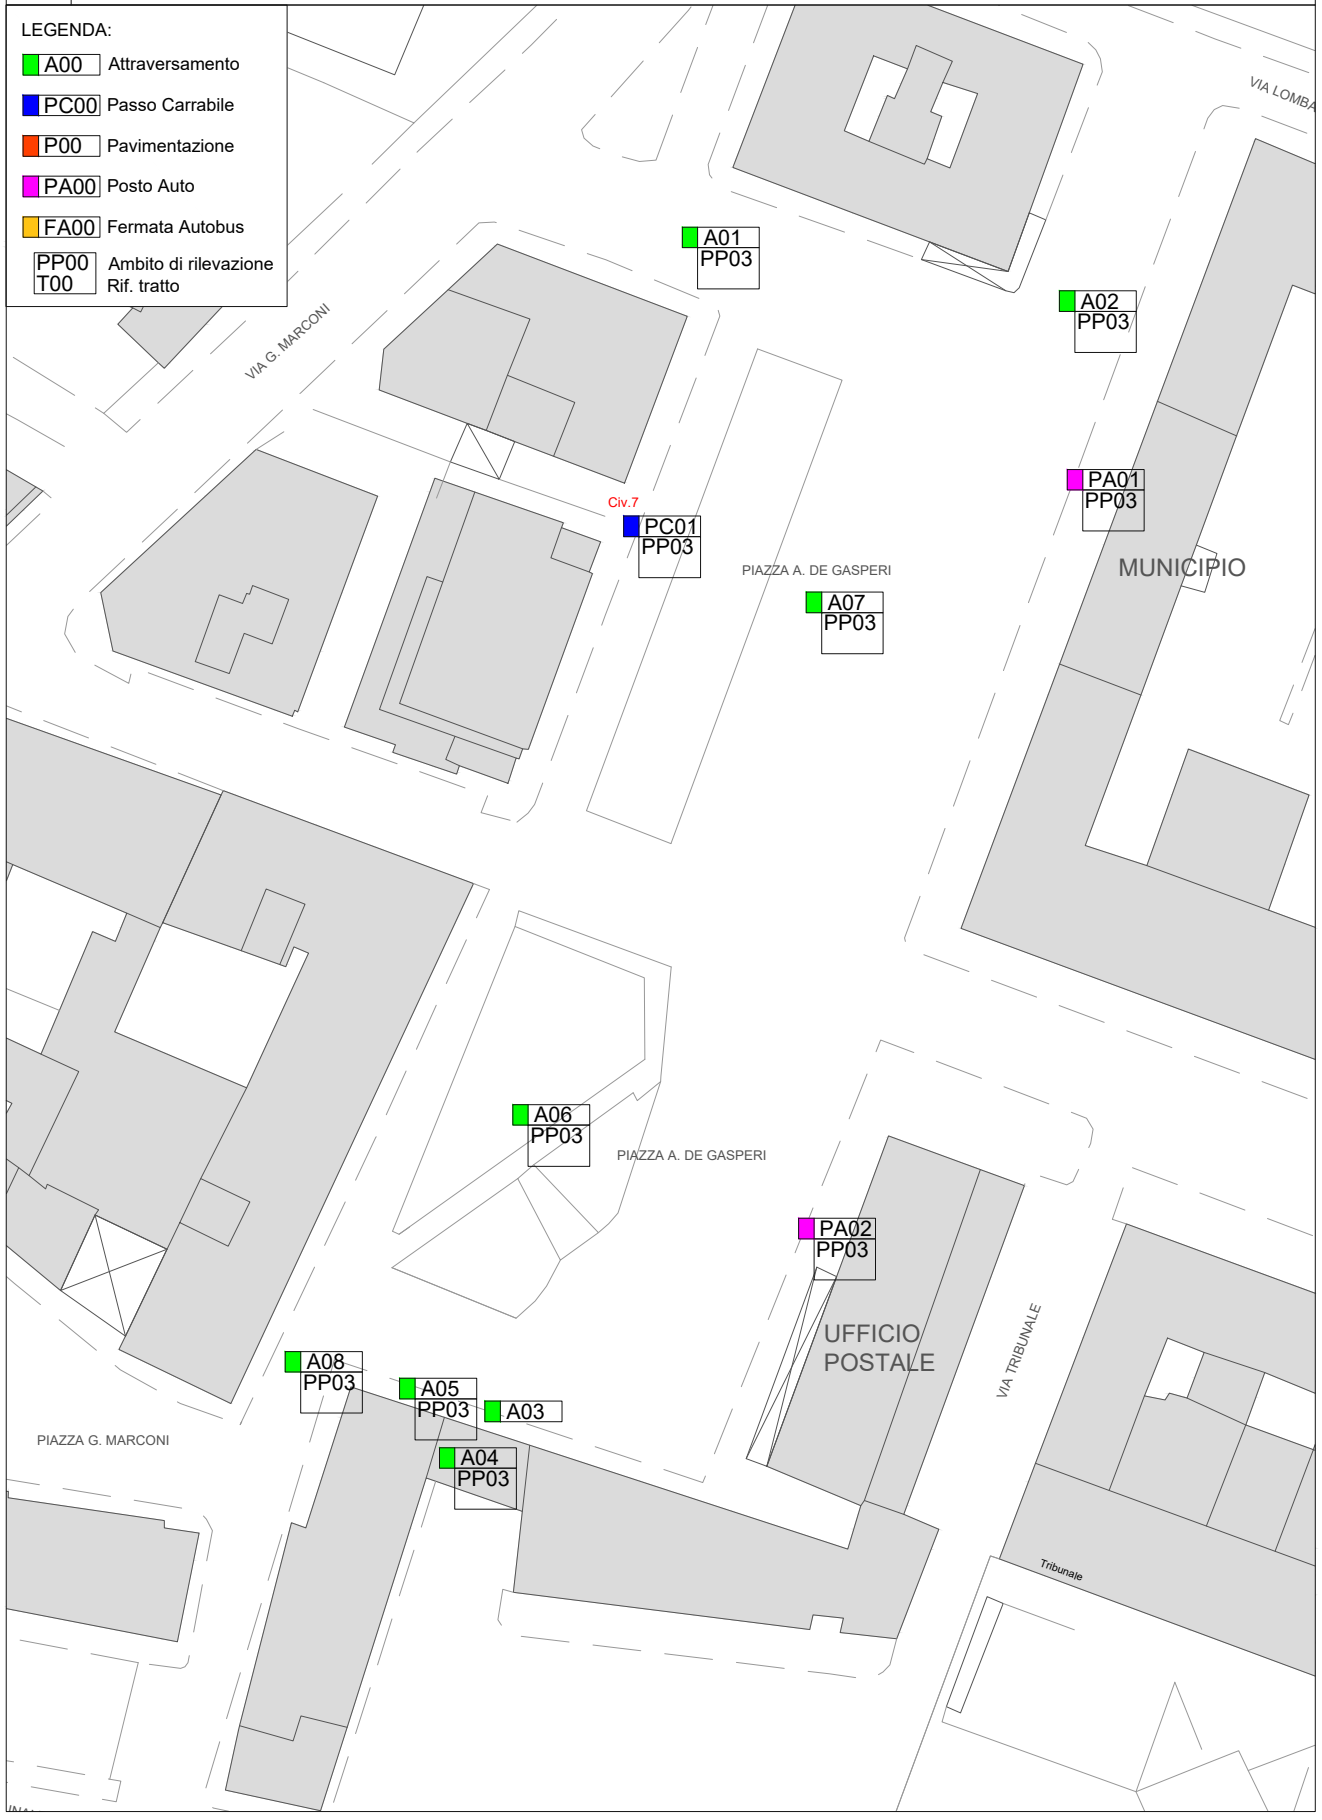 LEGENDA:
A00 Attraversamento
PC00 Passo Carrabile
P00 Pavimentazione
PA00 Posto Auto
FA00 Fermata Autobus
PP00 Ambito di rilevazione
T00 Rif. tratto
VIA LOMBA
A01
PP03
A02
PP03
VIA G. MARCONI
PA01
PP03
Civ.7
PC01
PP03
PIAZZA A. DE GASPERI
MUNICIPIO
A07
PP03
A06
PP03
PIAZZA A. DE GASPERI
PA02
PP03
UFFICIO
POSTALE
VIA TRIBUNALE
A08
PP03
A05
PP03
A03
PIAZZA G. MARCONI
A04
PP03
Tribunale